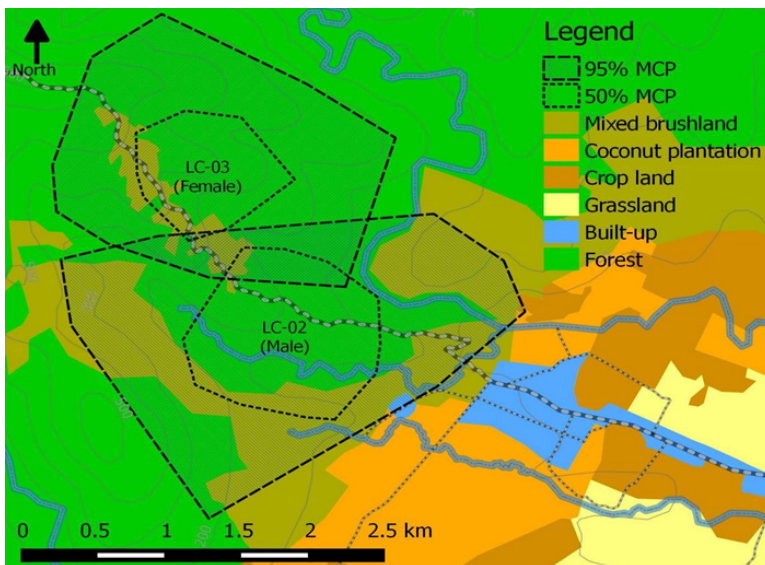 North
Legend
95% MCP
50% MCP
Mixed brushland
Coconut plantation
Crop land
Grassland
Built-up
Forest
LC-03
(Female)
LC-02
(Male)
200
0 0.5 1 1.5 2 2.5 km